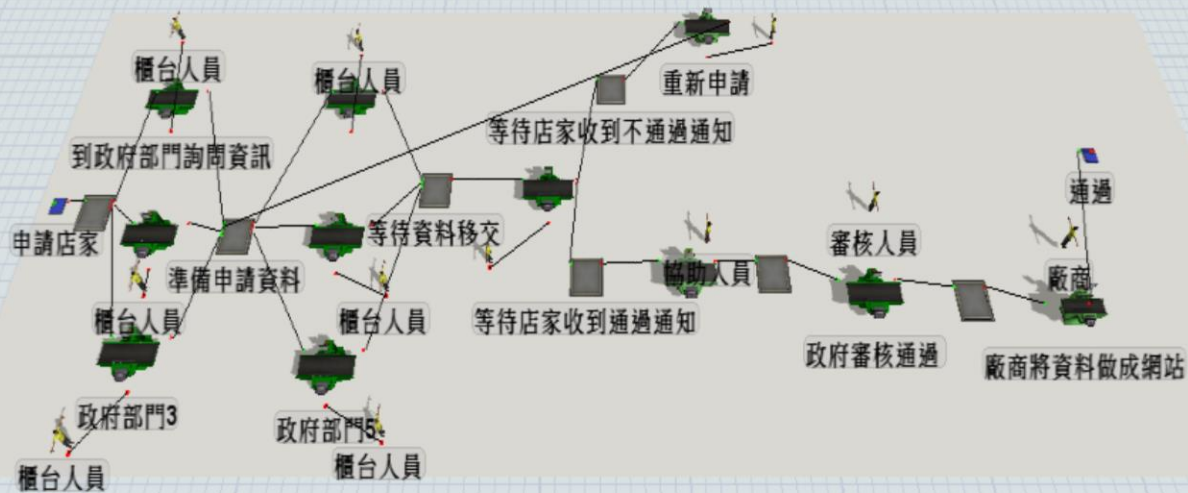 櫃台人員
櫃台人員
重新申請
等待店家收到不通過通知
到政府部門詢問資訊
通過
申請店家
等待資料移交
審核人員
準備申請資料
協助人員
廠商
櫃台人員
櫃台人員
等待店家收到通過通知
政府審核通過
廠商將資料做成網站
政府部門3
政府部門5
櫃台人員
櫃台人員